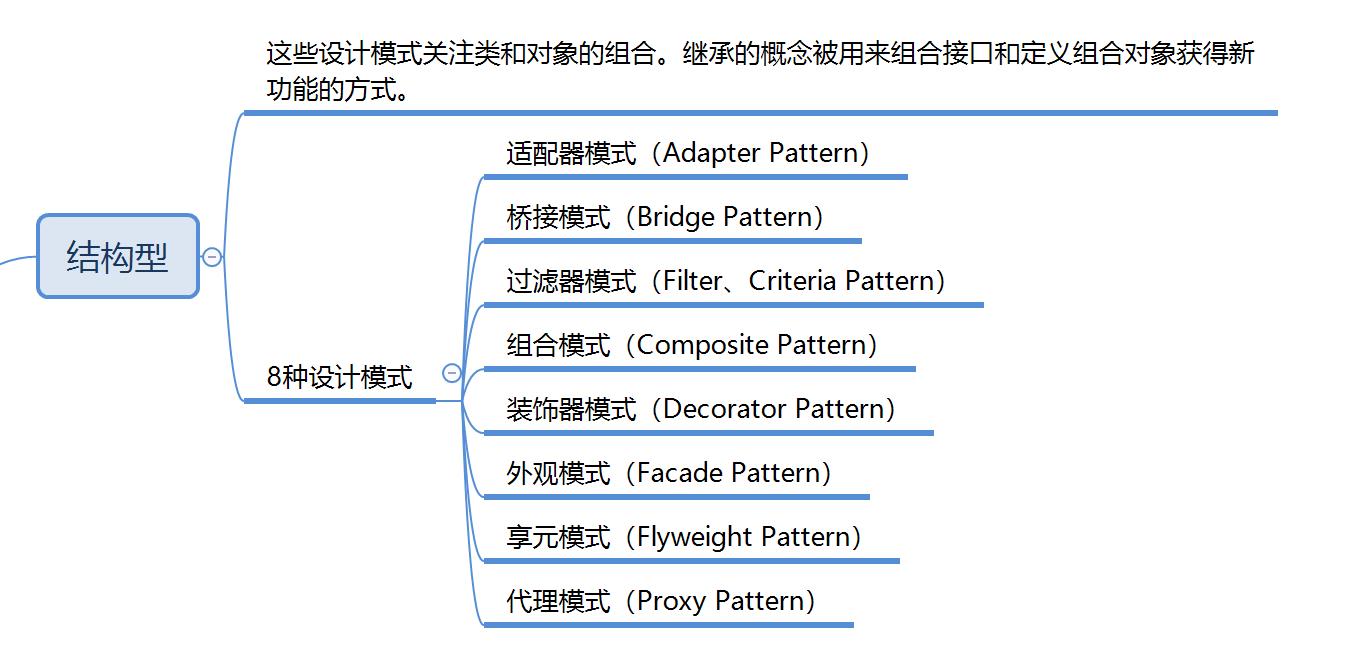 这些设计模式关注类和对象的组合。继承的概念被用来组合接口和定义组合对象获得新
功能的方式。
适配器模式（Adapter Pattern）
桥接模式（Bridge Pattern）
结构型
过滤器模式（Filter、Criteria Pattern）
组合模式（Composite Pattern）
8种设计模式
装饰器模式（Decorator Pattern）
外观模式（Facade Pattern）
享元模式（Flyweight Pattern）
代理模式（Proxy Pattern）